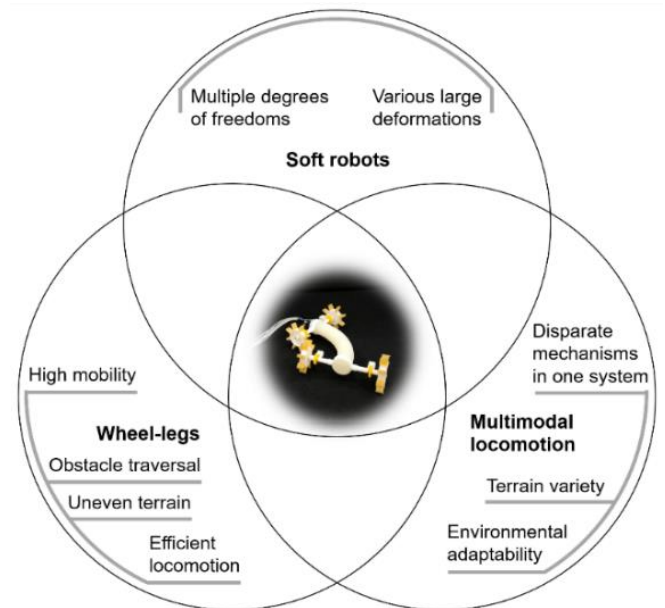 Multiple degrees
of freedoms
Various large
deformations
Soft robots
High mobility
Wheel-legs
Obstacle traversal
Uneven terrain
Efficient
locomotion
Disparate
mechanisms
in one system
Multimodal
locomotion
Terrain variety
Environmental
adaptability